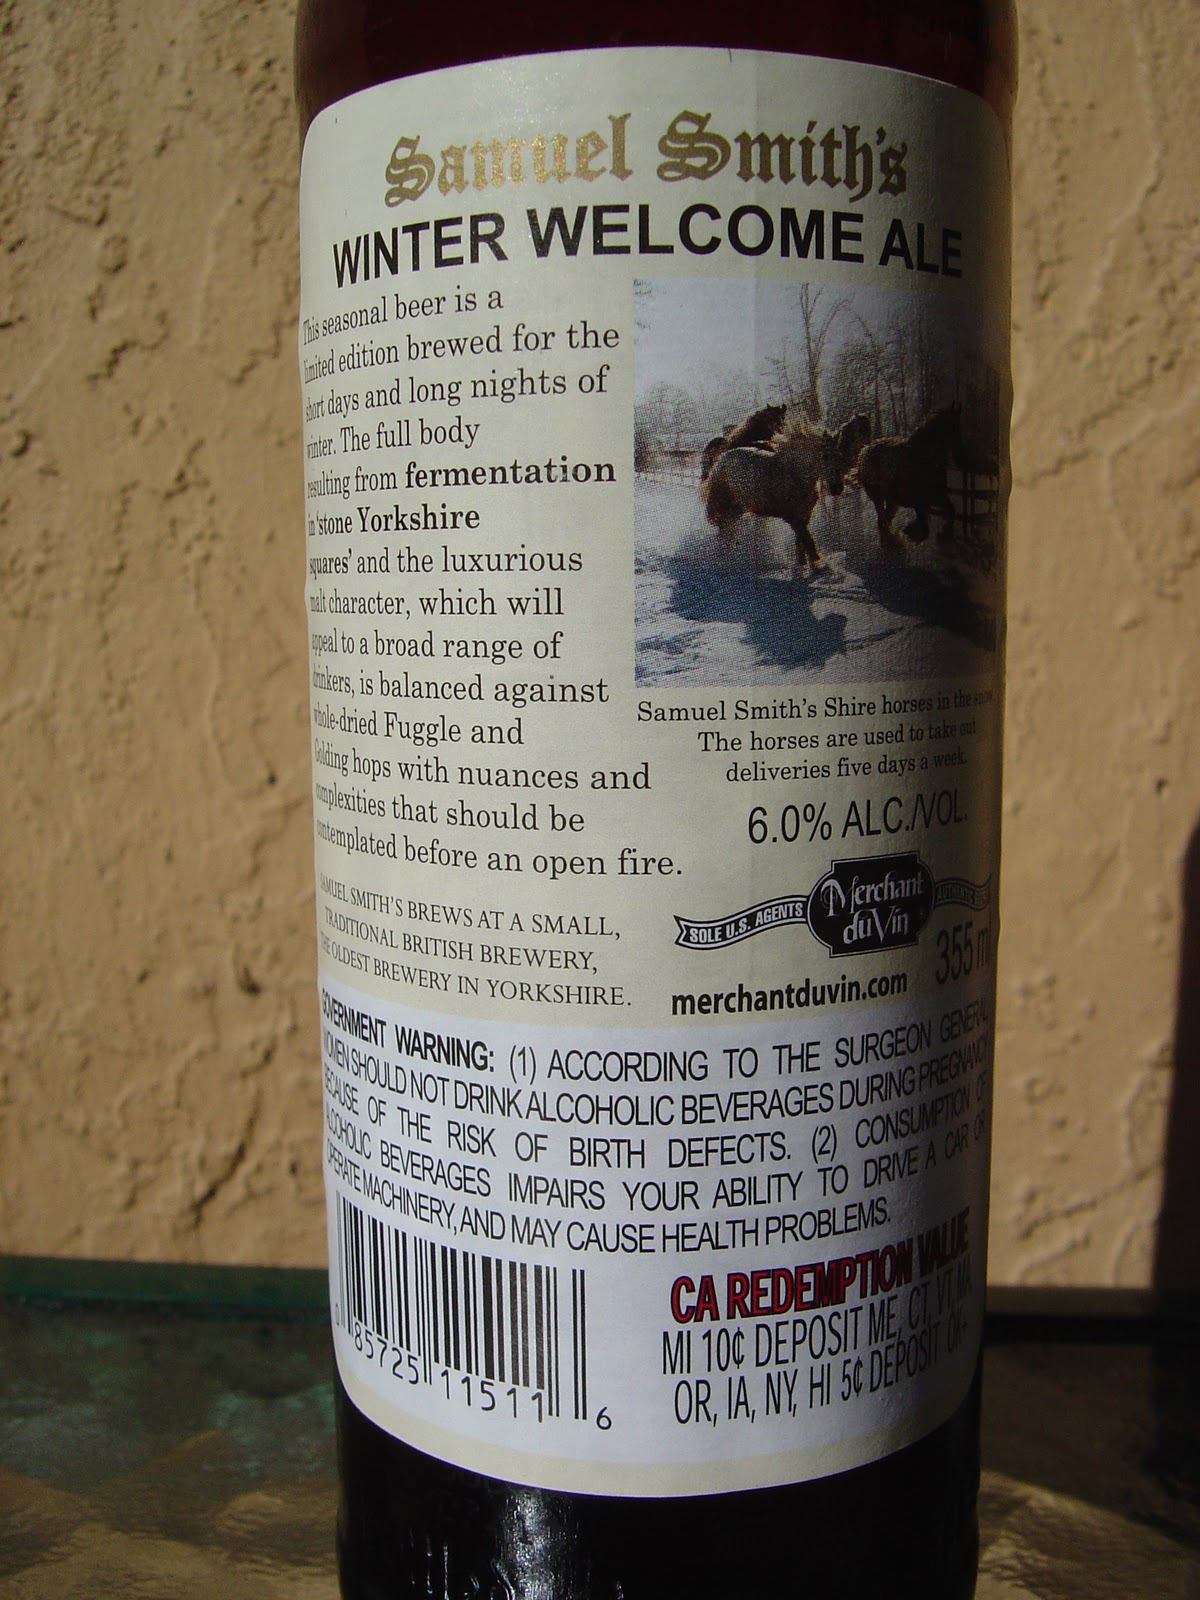 Samuel Smith's
WINTER WELCOME ALE
This seasonal beer is a
limited edition brewed for the
short days and long nights of
winter. The full body
resulting from fermentation
in 'stone Yorkshire
squares' and the luxurious
malt character, which will
appeal to a broad range of
drinkers, is balanced against
whole-dried Fuggle and
Golding hops with nuances and
complexities that should be
contemplated before an open fire.
SAMUEL SMITH'S BREWS AT A SMALL,
TRADITIONAL BRITISH BREWERY,
THE OLDEST BREWERY IN YORKSHIRE.
Samuel Smith's Shire horses in the snow.
The horses are used to take out
deliveries five days a week.
6.0% ALC./VOL.
SOLE U.S. AGENTS
Merchant
du Vin
355 ml
merchantduvin.com
GOVERNMENT WARNING: (1) ACCORDING TO THE SURGEON GENERAL,
WOMEN SHOULD NOT DRINK ALCOHOLIC BEVERAGES DURING PREGNANCY
BECAUSE OF THE RISK OF BIRTH DEFECTS. (2) CONSUMPTION OF
ALCOHOLIC BEVERAGES IMPAIRS YOUR ABILITY TO DRIVE A CAR OR
OPERATE MACHINERY, AND MAY CAUSE HEALTH PROBLEMS.
0 85725 11511 6
CA REDEMPTION VALUE
MI 10¢ DEPOSIT ME, CT, VT, MA,
OR, IA, NY, HI 5¢ DEPOSIT OK+